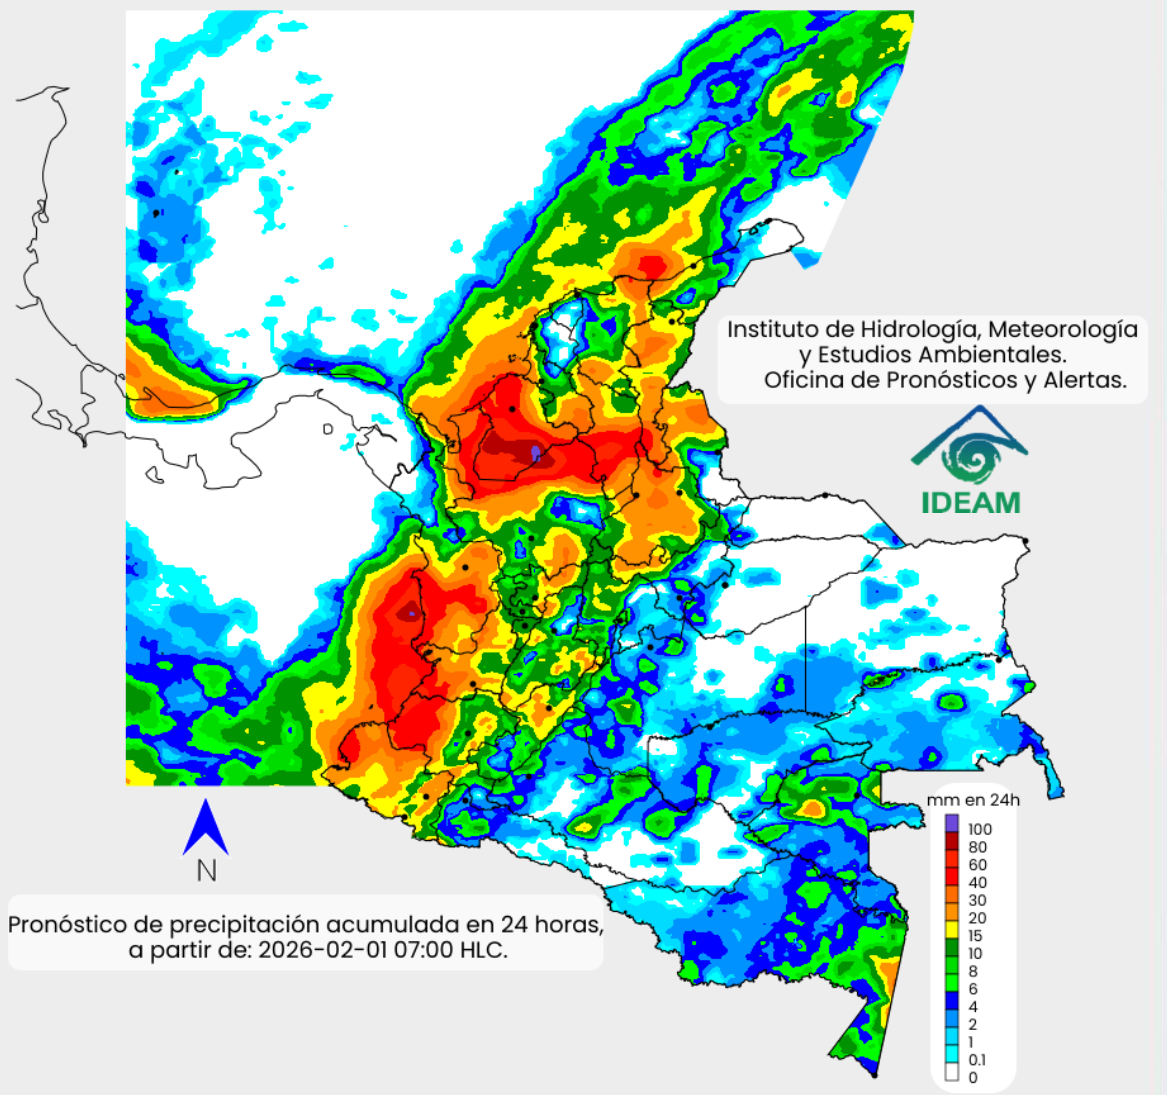 Instituto de Hidrología, Meteorología
y Estudios Ambientales.
Oficina de Pronósticos y Alertas.
IDEAM
mm en 24h
100
80
60
40
30
20
15
10
8
6
4
2
1
0.1
0
N
Pronóstico de precipitación acumulada en 24 horas,
a partir de: 2026-02-01 07:00 HLC.